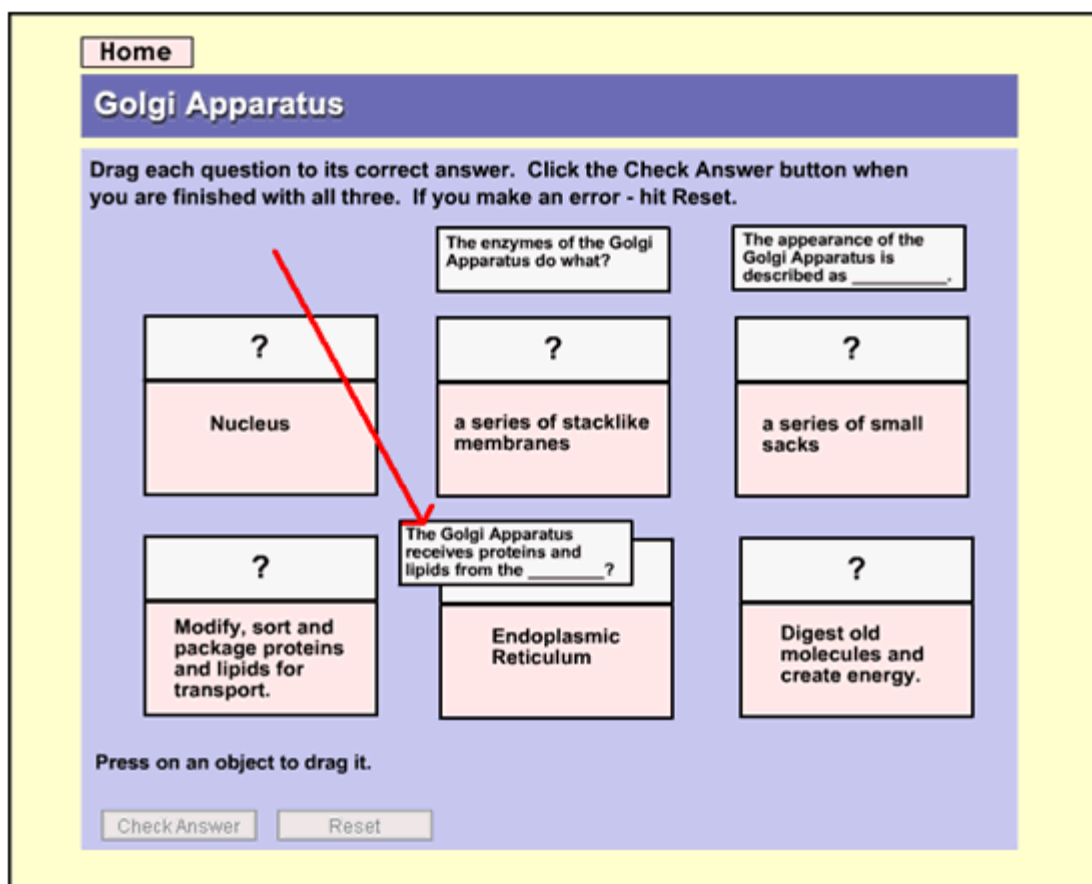 Home
Golgi Apparatus
Drag each question to its correct answer. Click the Check Answer button when
you are finished with all three. If you make an error - hit Reset.
The enzymes of the Golgi
Apparatus do what?
The appearance of the
Golgi Apparatus is
described as __________.
?
Nucleus
?
a series of stacklike
membranes
?
a series of small
sacks
?
Modify, sort and
package proteins
and lipids for
transport.
The Golgi Apparatus
receives proteins and
lipids from the ________?
Endoplasmic
Reticulum
?
Digest old
molecules and
create energy.
Press on an object to drag it.
Check Answer
Reset